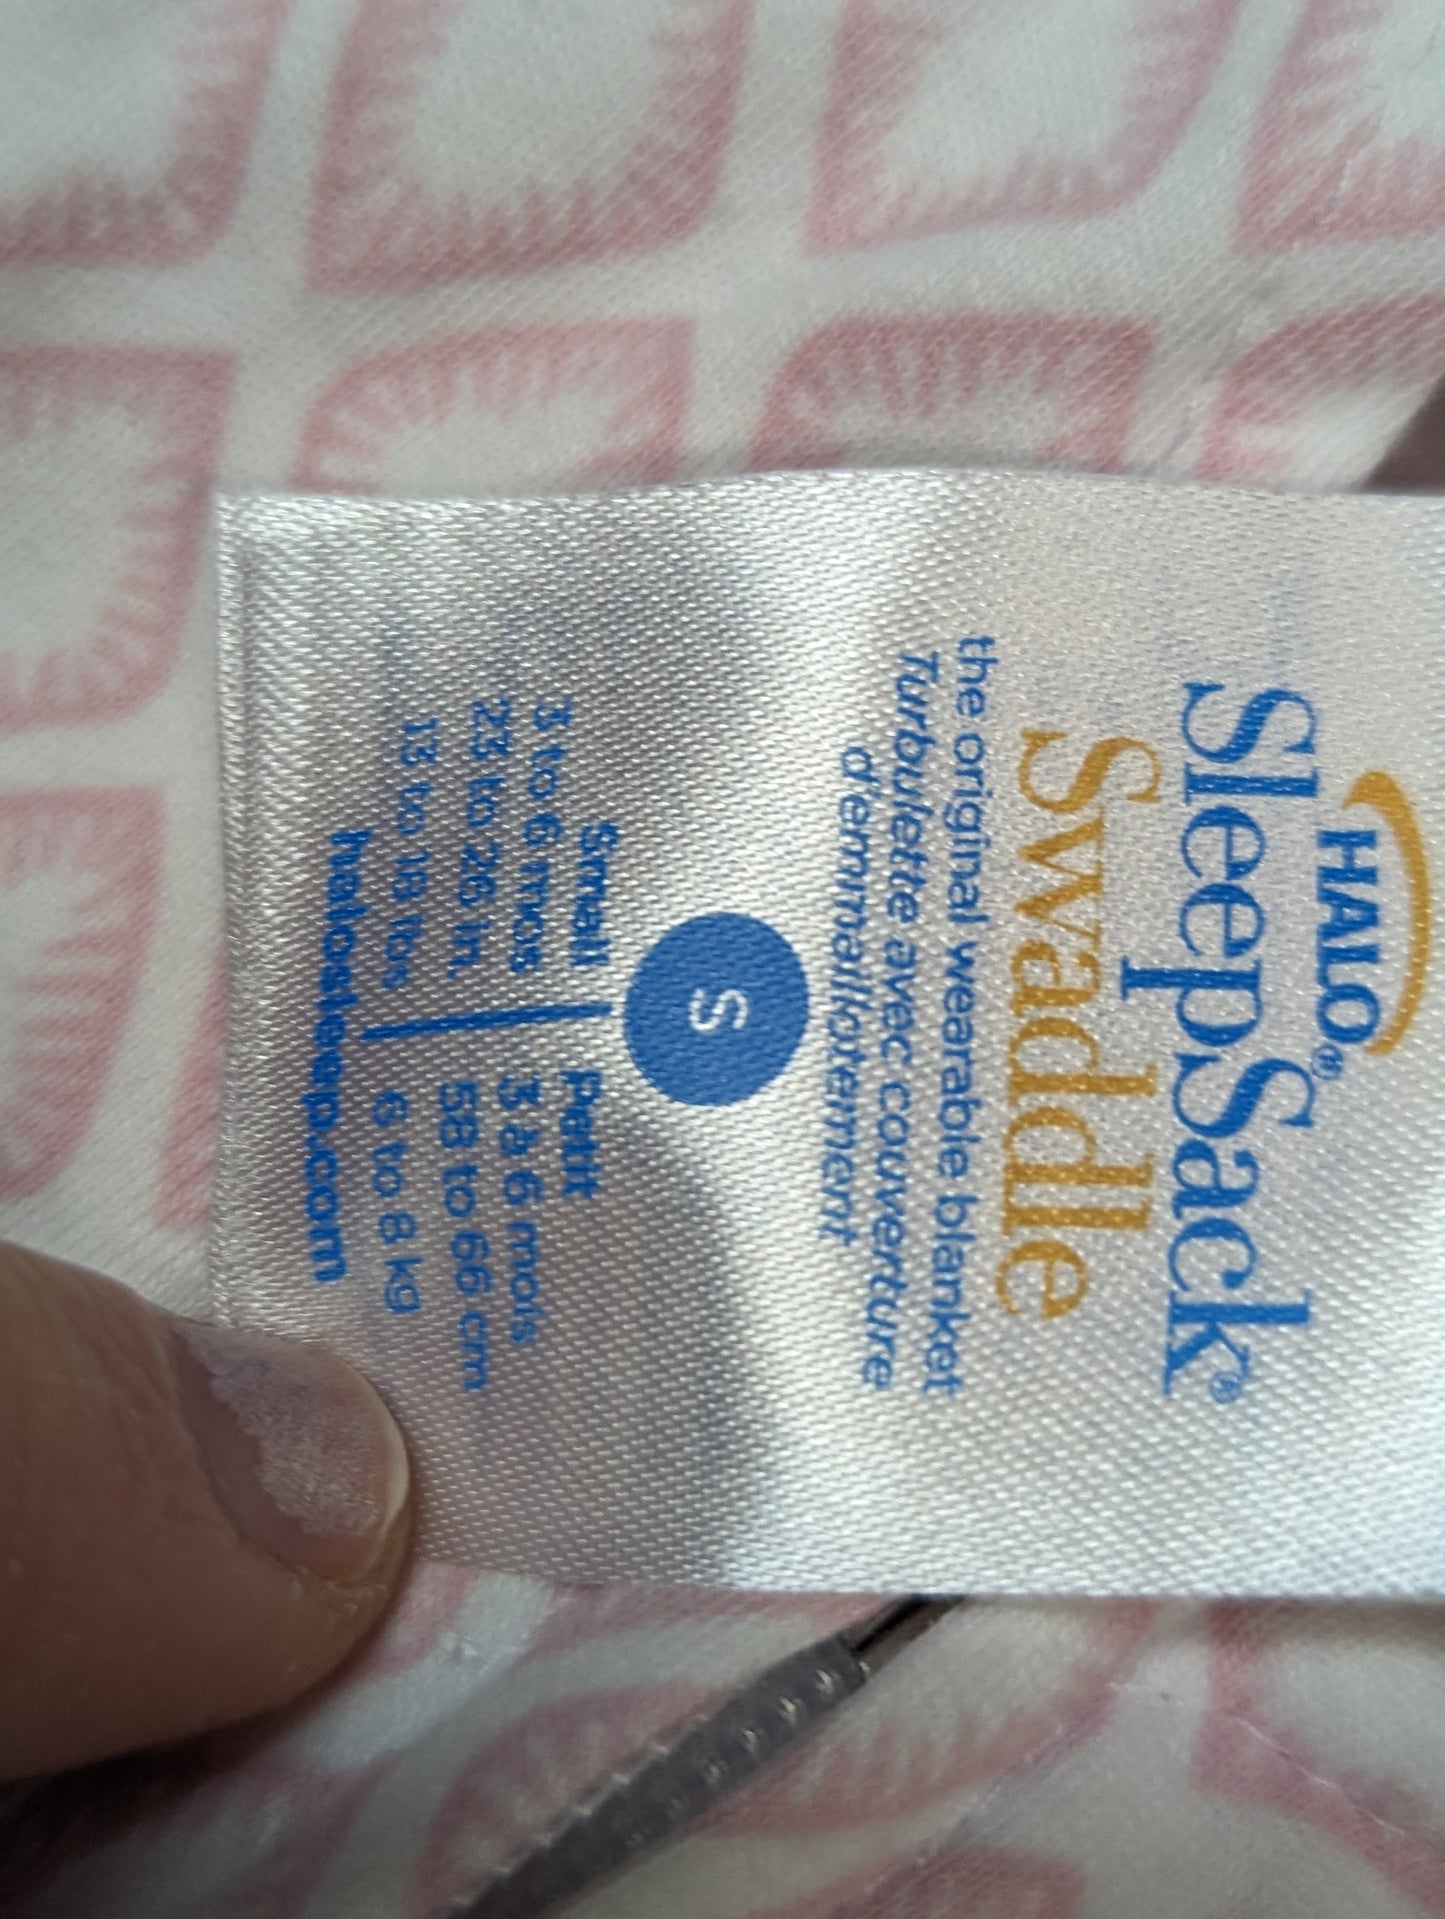 HALO®
SleepSack®
Swaddle
the original wearable blanket
Turbulette avec couverture
d'emmaillotement
S
Small
3 to 6 mos
23 to 26 in.
13 to 18 lbs
Petit
3 à 6 mois
58 to 66 cm
6 to 8 kg
halosleep.com